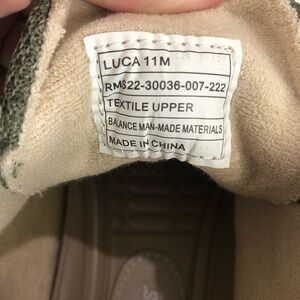 LUCA 11M
RMS22-30036-007-222
TEXTILE UPPER
BALANCE MAN-MADE MATERIALS
MADE IN CHINA